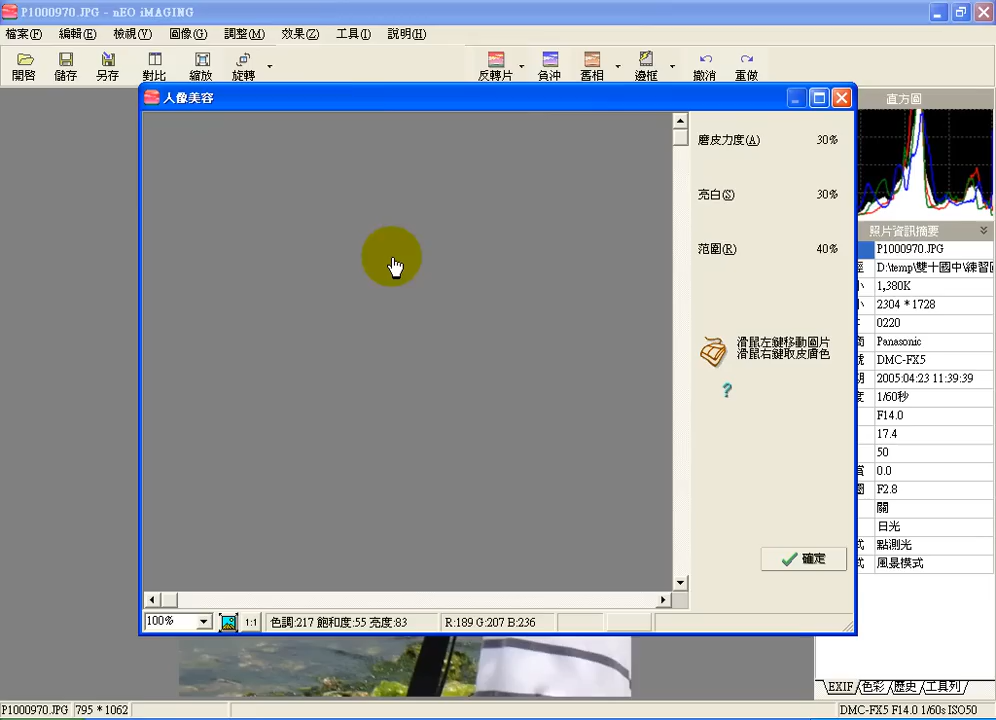 P1000970.JPG - nEO iMAGING
檔案(F) 編輯(E) 檢視(Y) 圖像(G) 調整(M) 效果(Z) 工具(I) 說明(H)
開啓 儲存 另存 對比 縮放 旋转 反轉片 負沖 舊相 邊框 撤消 重做
人像美容
直方圖
磨皮力度(A) 30%
亮白(S) 30%
范圍(R) 40%
滑鼠左鍵移動圖片
滑鼠右鍵取皮膚色
?
確定
100% 1:1 色調:217 飽和度:55 亮度:83 R:189 G:207 B:236
照片資訊摘要
P1000970.JPG
D:\temp\雙十國中\練習圖
1,380K
2304 *1728
0220
Panasonic
DMC-FX5
2005:04:23 11:39:39
1/60秒
F14.0
17.4
50
0.0
F2.8
關
日光
點測光
風景模式
EXIF 色彩 歷史 工具列
P1000970.JPG 795 * 1062 DMC-FX5 F14.0 1/60s ISO50